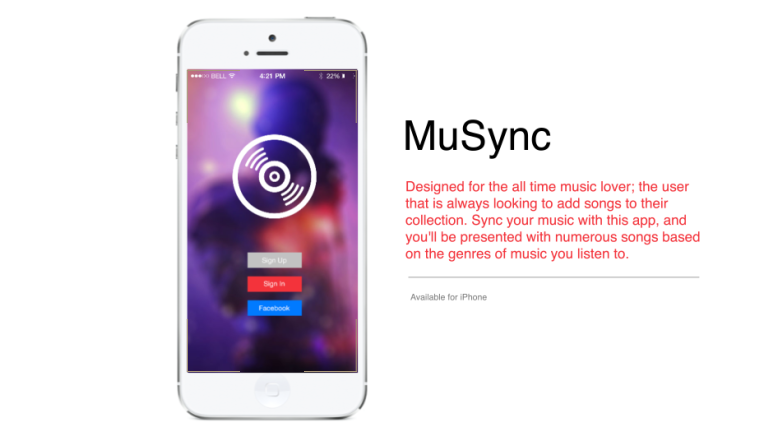 BELL 4:21 PM 22%
MuSync
Designed for the all time music lover; the user
that is always looking to add songs to their
collection. Sync your music with this app, and
you'll be presented with numerous songs based
on the genres of music you listen to.
Sign Up
Sign in
Facebook
Available for iPhone